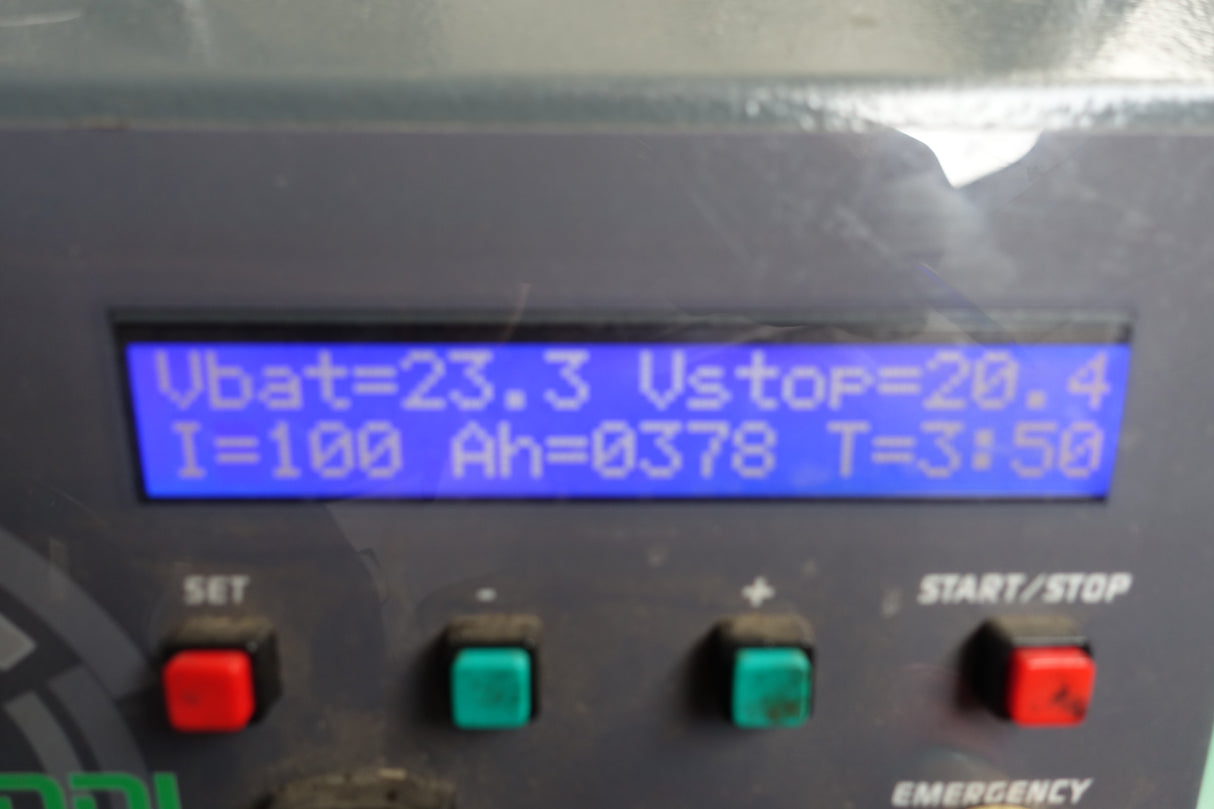 Vbat=23.3 Vstop=20.4
I=100 Ah=0378 T=3:50
SET - + START/STOP
EMERGENCY